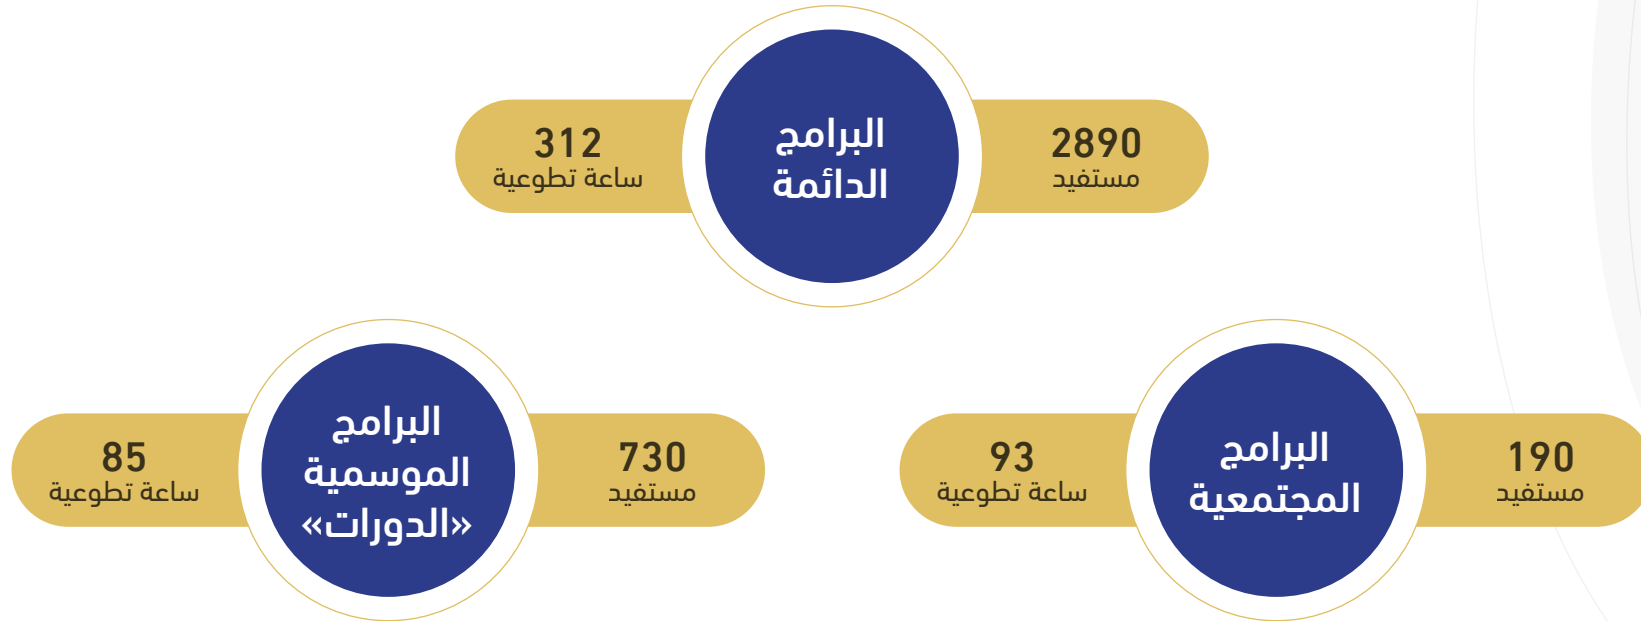 البرامج
الدائمة
2890
مستفيد
312
ساعة تطوعية
البرامج
المجتمعية
190
مستفيد
93
ساعة تطوعية
البرامج
الموسمية
«الدورات»
730
مستفيد
85
ساعة تطوعية